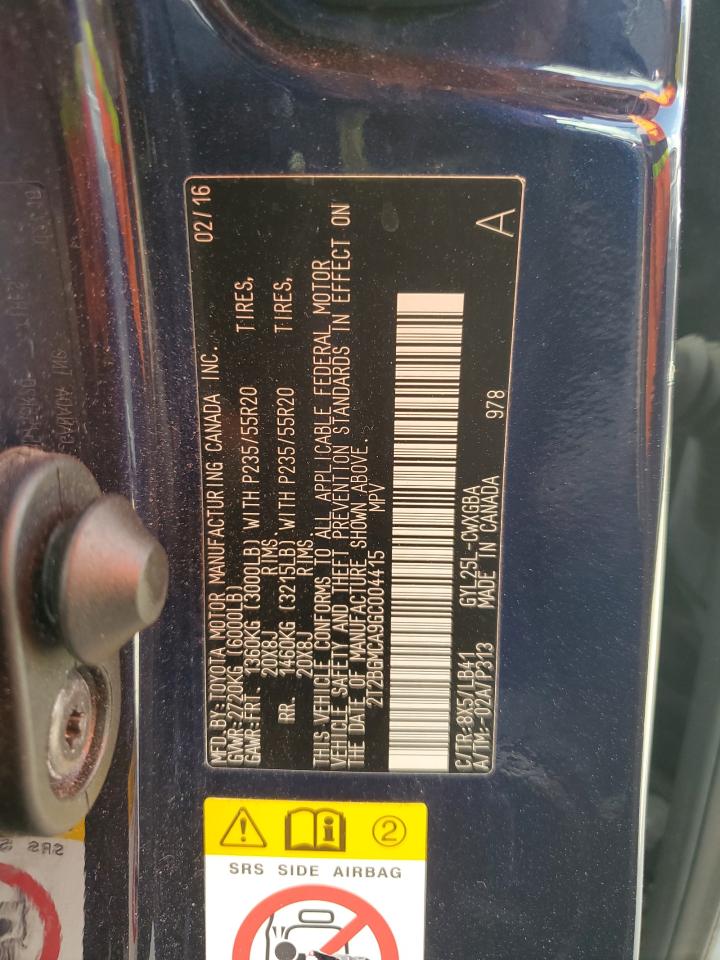 MFD. BY:TOYOTA MOTOR MANUFACTURING CANADA INC. 02/16
GVWR:2720KG (6000LB)
GAWR:FRT. 1360KG (3000LB) WITH P235/55R20 TIRES,
20X8J RIMS
RR. 1460KG (3215LB) WITH P235/55R20 TIRES,
20X8J RIMS
THIS VEHICLE CONFORMS TO ALL APPLICABLE FEDERAL MOTOR
VEHICLE SAFETY AND THEFT PREVENTION STANDARDS IN EFFECT ON
THE DATE OF MANUFACTURE SHOWN ABOVE.
2T2BGMCA9GC004415 MPV
C/TR:8X5/LB41 GYL25L-CWXGBA
A/TM:-02A/P313 MADE IN CANADA 978 A
2
SRS SIDE AIRBAG
SRS